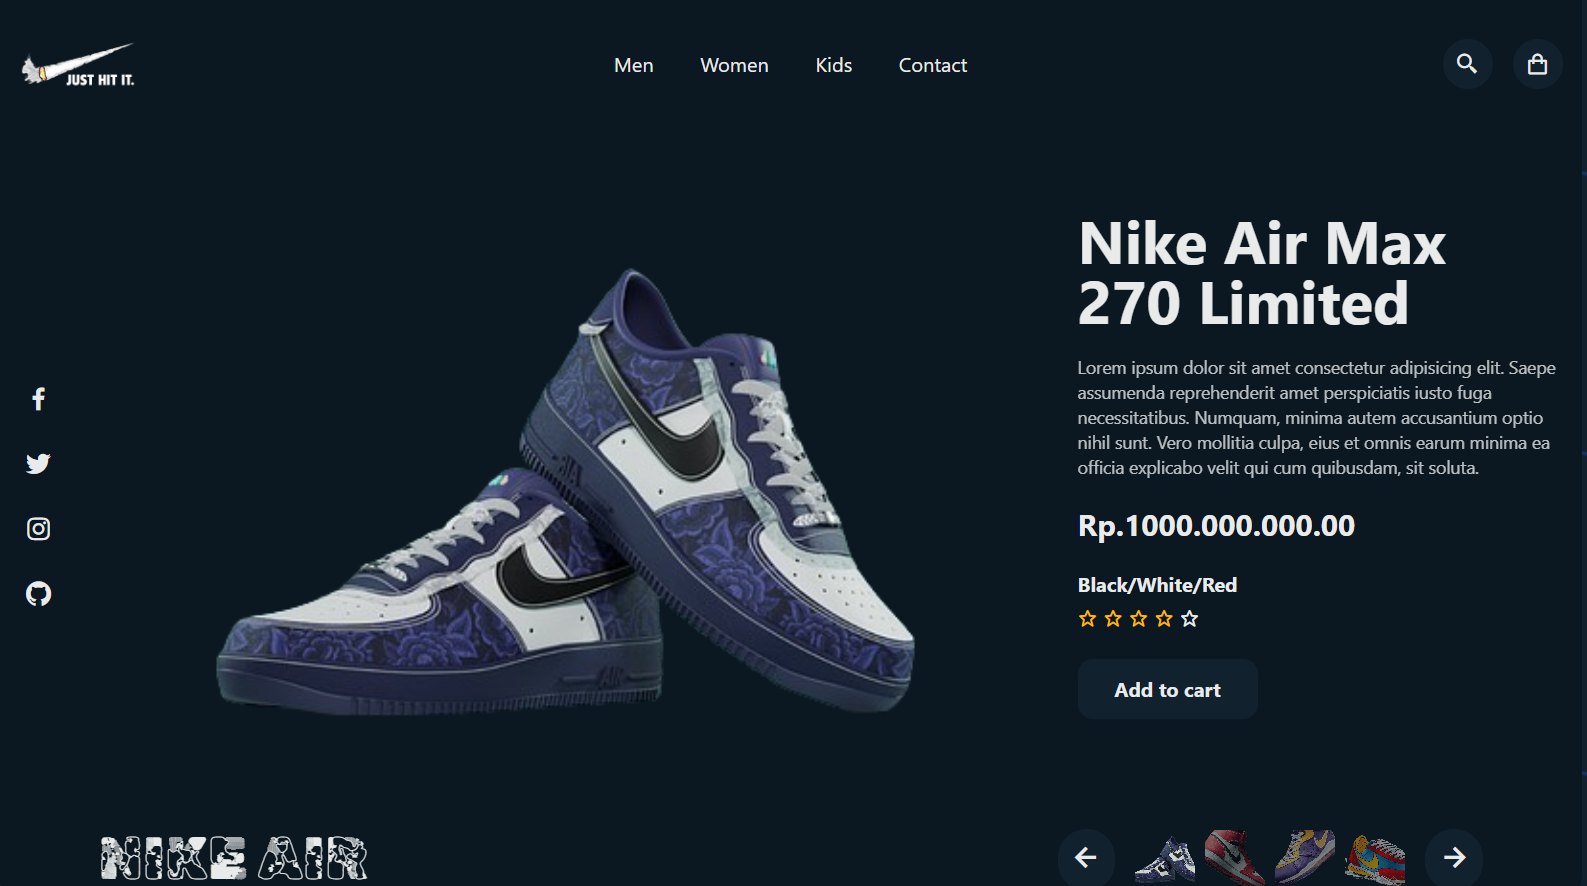 JUST HIT IT.
Men
Women
Kids
Contact
Nike Air Max
270 Limited
Lorem ipsum dolor sit amet consectetur adipisicing elit. Saepe
assumenda reprehenderit amet perspiciatis iusto fuga
necessitatibus. Numquam, minima autem accusantium optio
nihil sunt. Vero mollitia culpa, eius et omnis earum minima ea
officia explicabo velit qui cum quibusdam, sit soluta.
Rp.1000.000.000.00
Black/White/Red
Add to cart
AIR
AIR
NIKE AIR